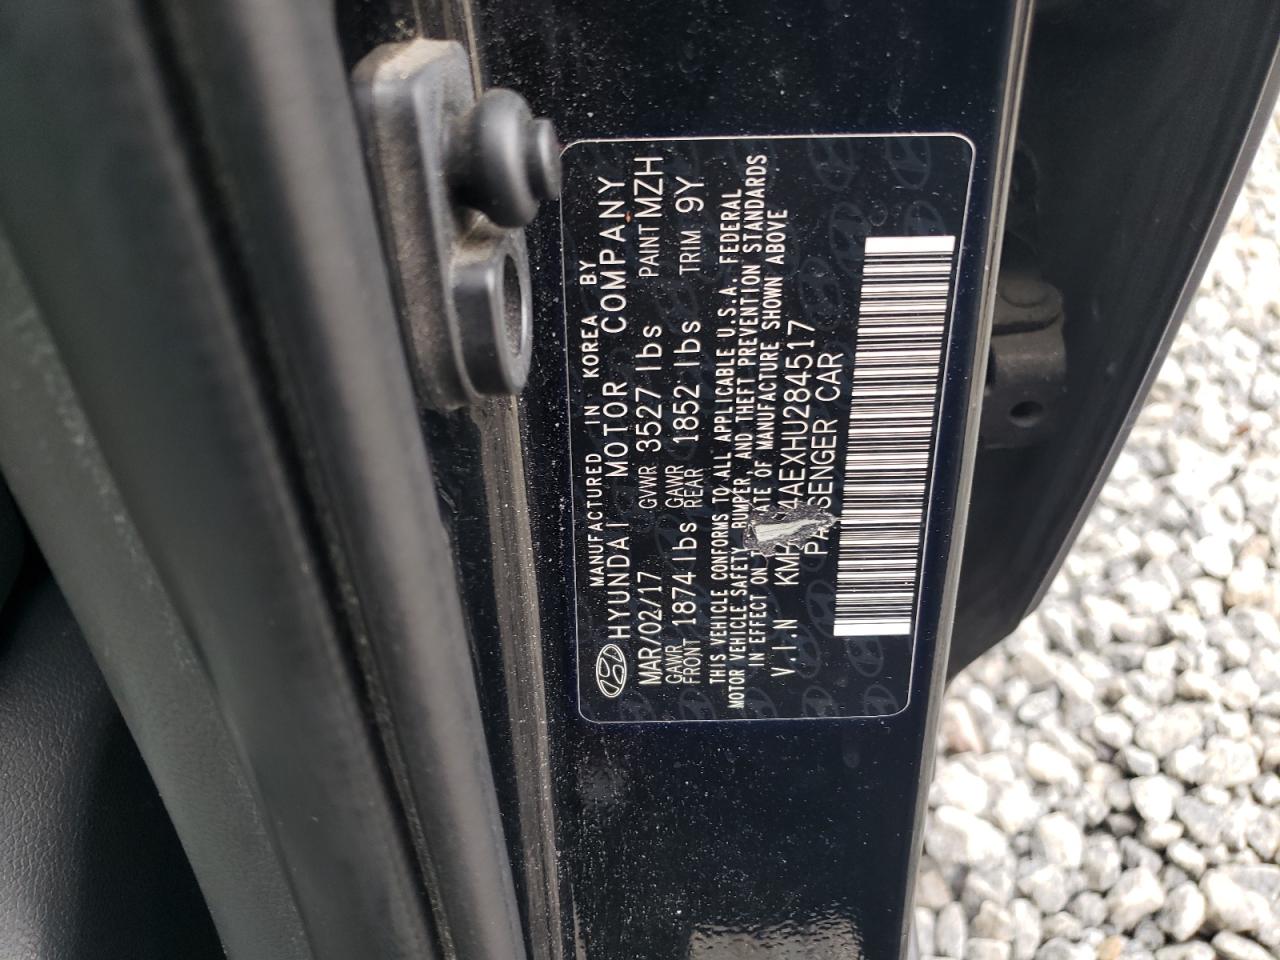 MANUFACTURED IN KOREA BY
HYUNDAI MOTOR COMPANY
MAR/02/17 GVWR 3527 lbs PAINT MZH
GAWR FRONT 1874 lbs GAWR REAR 1852 lbs TRIM 9Y
THIS VEHICLE CONFORMS TO ALL APPLICABLE U.S.A. FEDERAL
MOTOR VEHICLE SAFETY, BUMPER, AND THEFT PREVENTION STANDARDS
IN EFFECT ON DATE OF MANUFACTURE SHOWN ABOVE
V.I.N KMH 4AEXHU284517
PASSENGER CAR